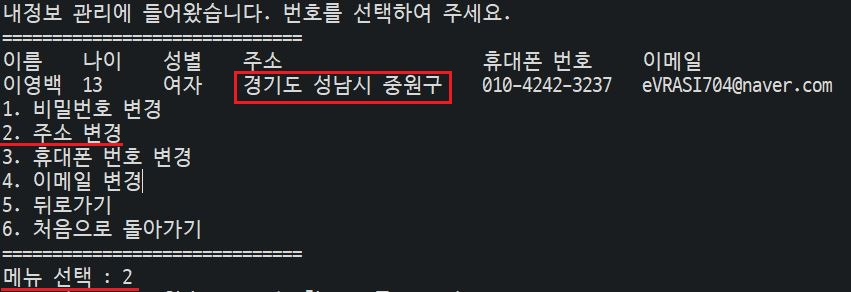 내정보 관리에 들어왔습니다. 번호를 선택하여 주세요.
==============================
이름 나이 성별 주소 휴대폰 번호 이메일
이영백 13 여자 경기도 성남시 중원구 010-4242-3237 eVRASI704@naver.com
1. 비밀번호 변경
2. 주소 변경
3. 휴대폰 번호 변경
4. 이메일 변경
5. 뒤로가기
6. 처음으로 돌아가기
==============================
메뉴 선택 : 2